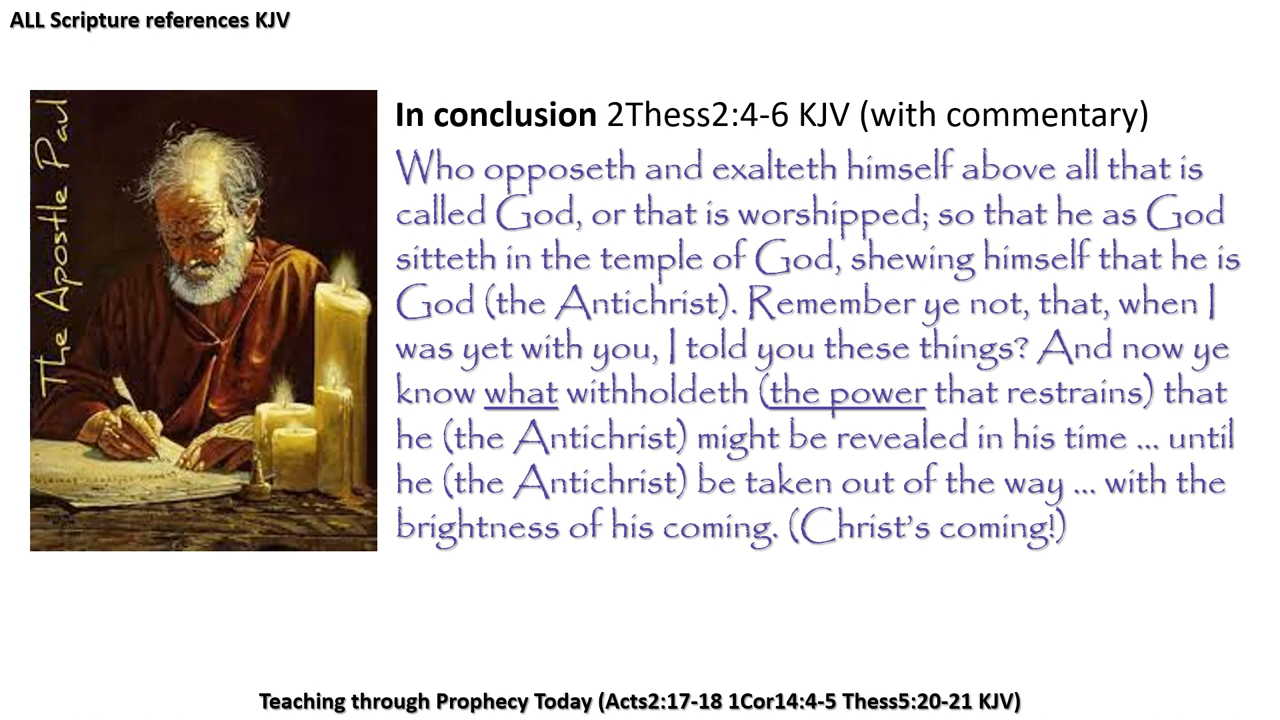 ALL Scripture references KJV
The Apostle Paul
In conclusion 2Thess2:4-6 KJV (with commentary)
Who opposeth and exalteth himself above all that is
called God, or that is worshipped; so that he as God
sitteth in the temple of God, shewing himself that he is
God (the Antichrist). Remember ye not, that, when I
was yet with you, I told you these things? And now ye
know what withholdeth (the power that restrains) that
he (the Antichrist) might be revealed in his time ... until
he (the Antichrist) be taken out of the way ... with the
brightness of his coming. (Christ's coming!)
Teaching through Prophecy Today (Acts2:17-18 1Cor14:4-5 Thess5:20-21 KJV)